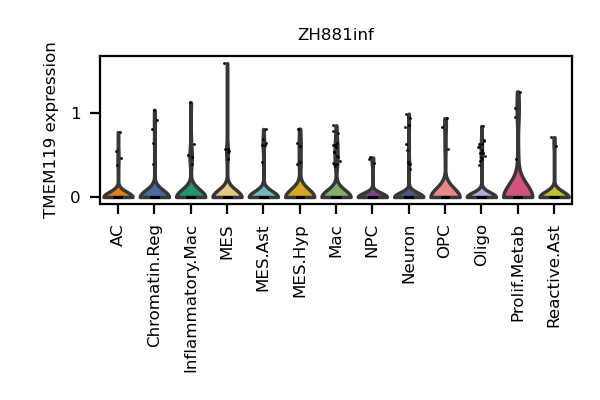 ZH881inf
TMEM119 expression
1
0
AC
Chromatin.Reg
Inflammatory.Mac
MES
MES.Ast
MES.Hyp
Mac
NPC
Neuron
OPC
Oligo
Prolif.Metab
Reactive.Ast